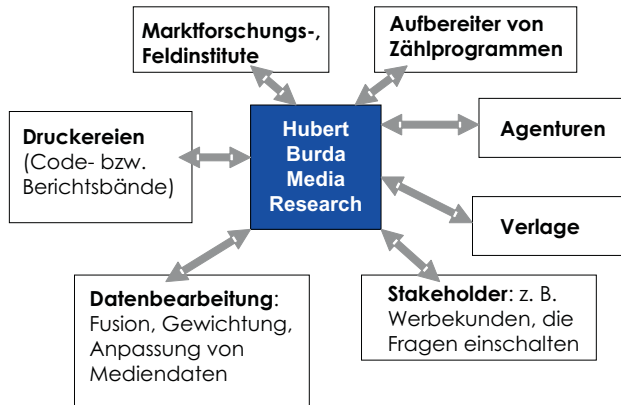 Marktforschungs-,
Feldinstitute
Aufbereiter von
Zählprogrammen
Druckereien
(Code- bzw.
Berichtsbände)
Hubert
Burda
Media
Research
Agenturen
Verlage
Datenbearbeitung:
Fusion, Gewichtung,
Anpassung von
Mediendaten
Stakeholder: z. B.
Werbekunden, die
Fragen einschalten